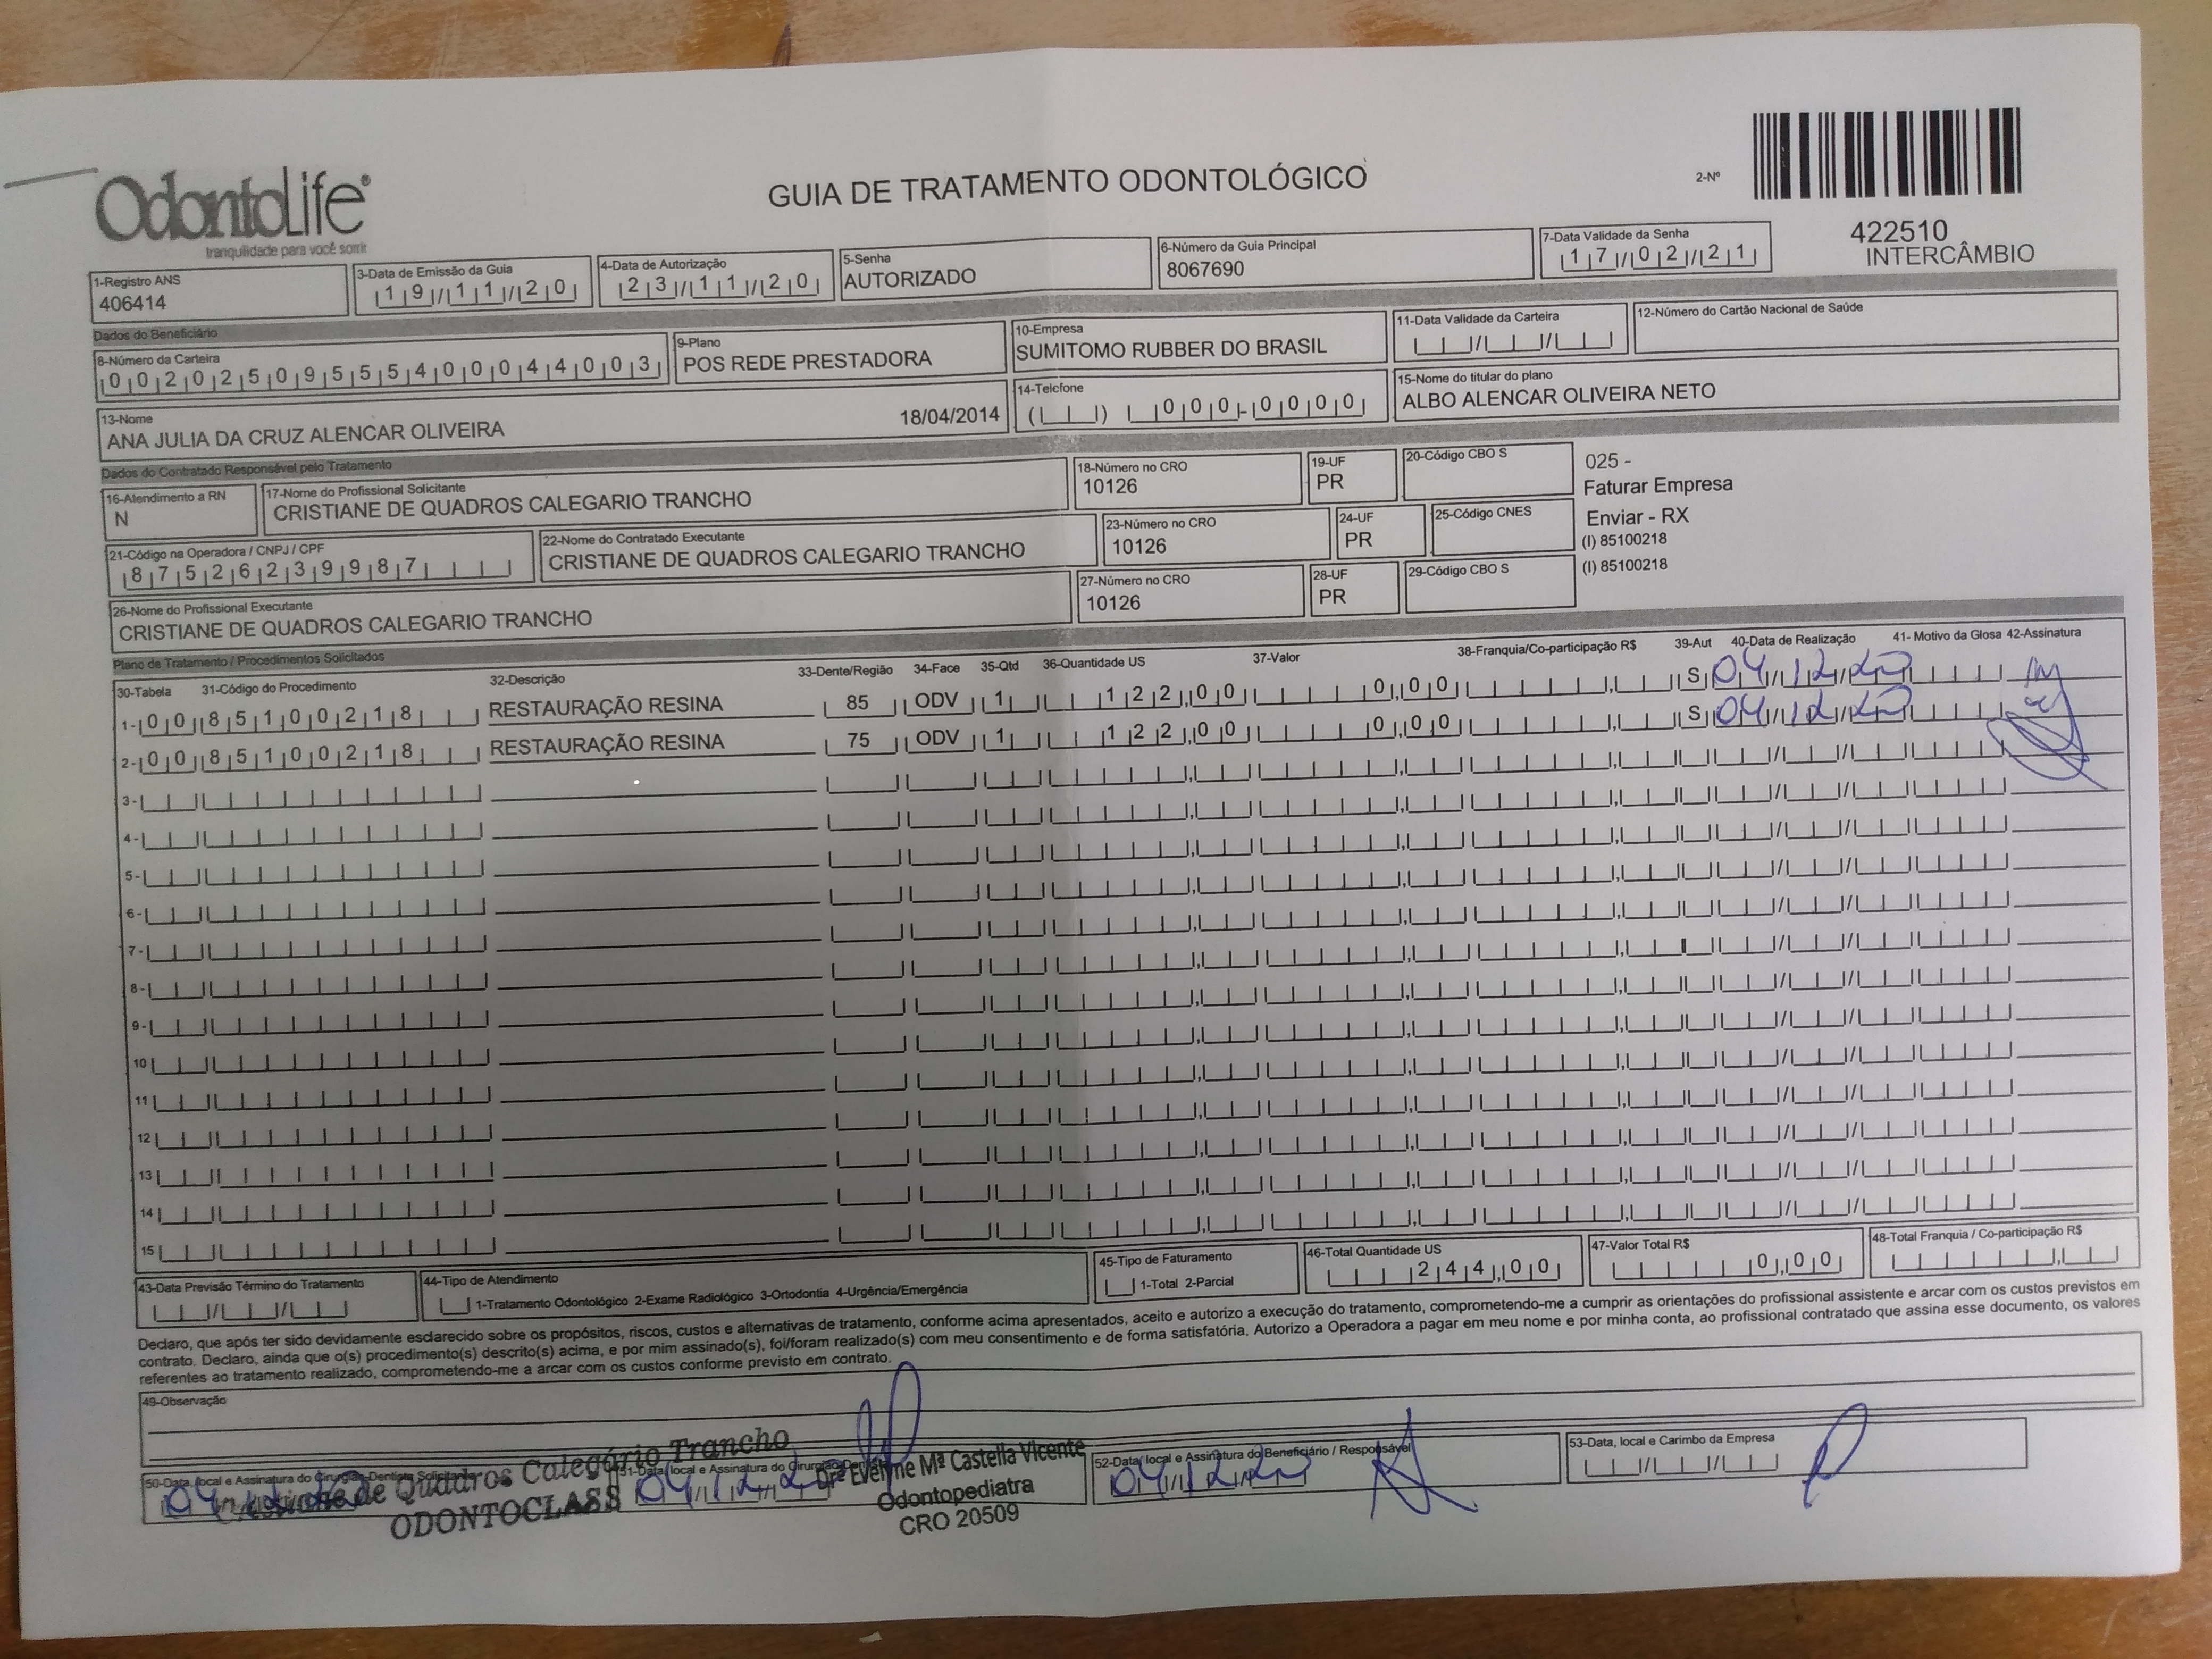 OdontoLife®
tranquilidade para você sorrir
GUIA DE TRATAMENTO ODONTOLÓGICO
2-Nº
422510
INTERCÂMBIO
1-Registro ANS
406414
3-Data de Emissão da Guia
19/11/20
4-Data de Autorização
23/11/20
5-Senha
AUTORIZADO
6-Número da Guia Principal
8067690
7-Data Validade da Senha
17/02/21
Dados do Beneficiário
8-Número da Carteira
00202509555400044003
9-Plano
POS REDE PRESTADORA
10-Empresa
SUMITOMO RUBBER DO BRASIL
11-Data Validade da Carteira
12-Número do Cartão Nacional de Saúde
13-Nome
ANA JULIA DA CRUZ ALENCAR OLIVEIRA 18/04/2014
14-Telefone
( ) 000-0000
15-Nome do titular do plano
ALBO ALENCAR OLIVEIRA NETO
Dados do Contratado Responsável pelo Tratamento
16-Atendimento a RN
N
17-Nome do Profissional Solicitante
CRISTIANE DE QUADROS CALEGARIO TRANCHO
18-Número no CRO
10126
19-UF
PR
20-Código CBO S
025 -
Faturar Empresa
Enviar - RX
(I) 85100218
(I) 85100218
21-Código na Operadora / CNPJ / CPF
87526239987
22-Nome do Contratado Executante
CRISTIANE DE QUADROS CALEGARIO TRANCHO
23-Número no CRO
10126
24-UF
PR
25-Código CNES
26-Nome do Profissional Executante
CRISTIANE DE QUADROS CALEGARIO TRANCHO
27-Número no CRO
10126
28-UF
PR
29-Código CBO S
Plano de Tratamento / Procedimentos Solicitados
30-Tabela 31-Código do Procedimento 32-Descrição 33-Dente/Região 34-Face 35-Qtd 36-Quantidade US 37-Valor 38-Franquia/Co-participação R$ 39-Aut 40-Data de Realização 41- Motivo da Glosa 42-Assinatura
1- 00 85100218 RESTAURAÇÃO RESINA 85 ODV 1 122,00 0,00 S 04/12/20
2- 00 85100218 RESTAURAÇÃO RESINA 75 ODV 1 122,00 0,00 S 04/12/20
3-
4-
5-
6-
7-
8-
9-
10
11
12
13
14
15
43-Data Previsão Término do Tratamento
44-Tipo de Atendimento
1-Tratamento Odontológico 2-Exame Radiológico 3-Ortodontia 4-Urgência/Emergência
45-Tipo de Faturamento
1-Total 2-Parcial
46-Total Quantidade US
244,00
47-Valor Total R$
0,00
48-Total Franquia / Co-participação R$
Declaro, que após ter sido devidamente esclarecido sobre os propósitos, riscos, custos e alternativas de tratamento, conforme acima apresentados, aceito e autorizo a execução do tratamento, comprometendo-me a cumprir as orientações do profissional assistente e arcar com os custos previstos em
contrato. Declaro, ainda que o(s) procedimento(s) descrito(s) acima, e por mim assinado(s), foi/foram realizado(s) com meu consentimento e de forma satisfatória. Autorizo a Operadora a pagar em meu nome e por minha conta, ao profissional contratado que assina esse documento, os valores
referentes ao tratamento realizado, comprometendo-me a arcar com os custos conforme previsto em contrato.
49-Observação
50-Data, local e Assinatura do Cirurgião-Dentista Solicitante
04/12/20
Cristiane de Quadros Calegário Trancho
ODONTOCLASS
51-Data, local e Assinatura do Cirurgião-Dentista
04/12/20
Drª Evelyne Mª Castella Vicente
Odontopediatra
CRO 20509
52-Data, local e Assinatura do Beneficiário / Responsável
04/12/20
53-Data, local e Carimbo da Empresa